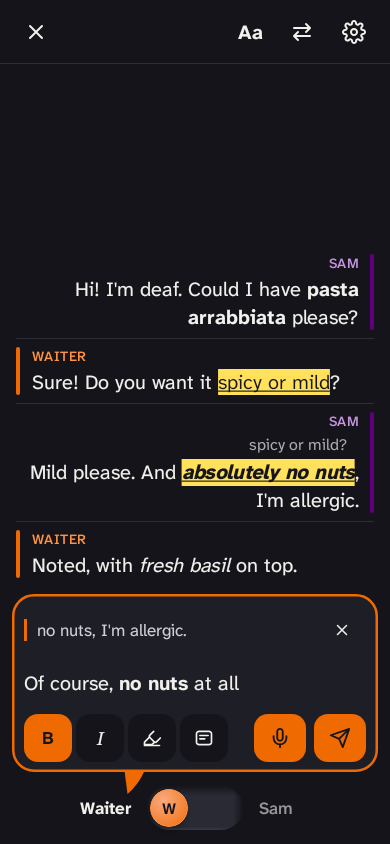 Aa
SAM
Hi! I'm deaf. Could I have pasta
arrabbiata please?
WAITER
Sure! Do you want it spicy or mild?
SAM
spicy or mild?
Mild please. And absolutely no nuts,
I'm allergic.
WAITER
Noted, with fresh basil on top.
no nuts, I'm allergic.
Of course, no nuts at all
B I
Waiter W Sam